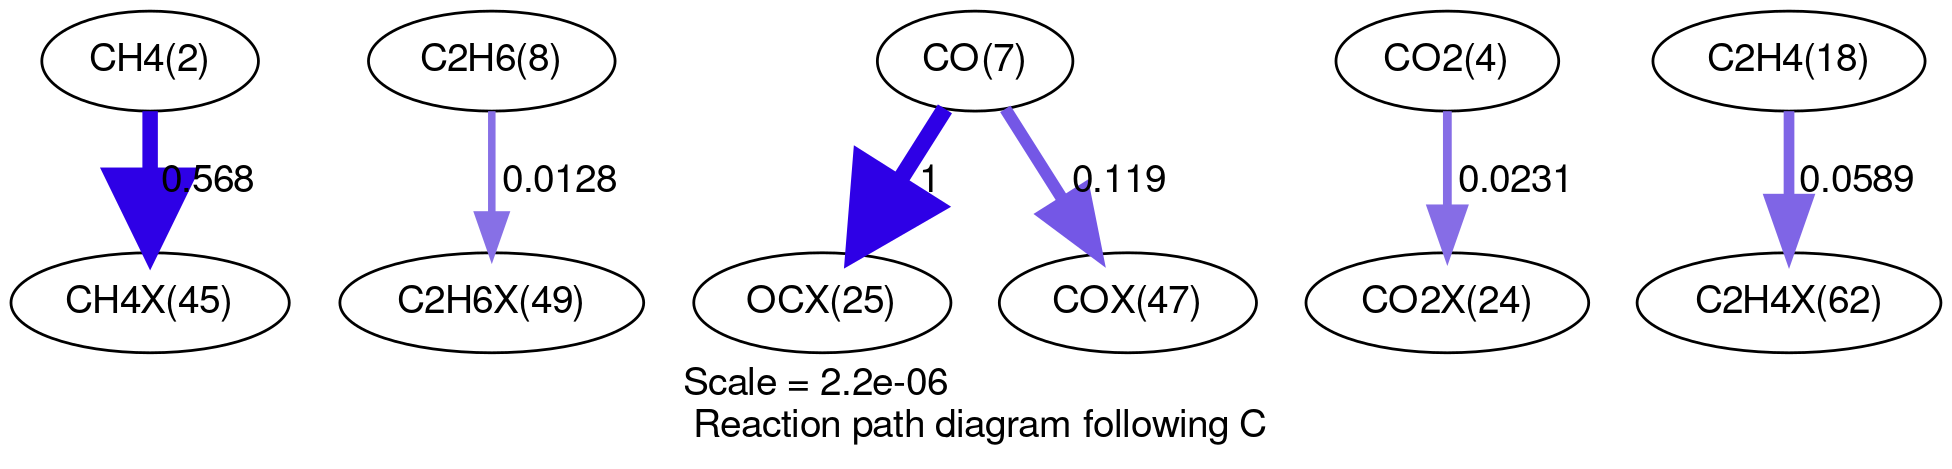 CH4(2)
C2H6(8)
CO(7)
CO2(4)
C2H4(18)
0.568
0.0128
1
0.119
0.0231
0.0589
CH4X(45)
C2H6X(49)
OCX(25)
COX(47)
CO2X(24)
C2H4X(62)
Scale = 2.2e-06
Reaction path diagram following C